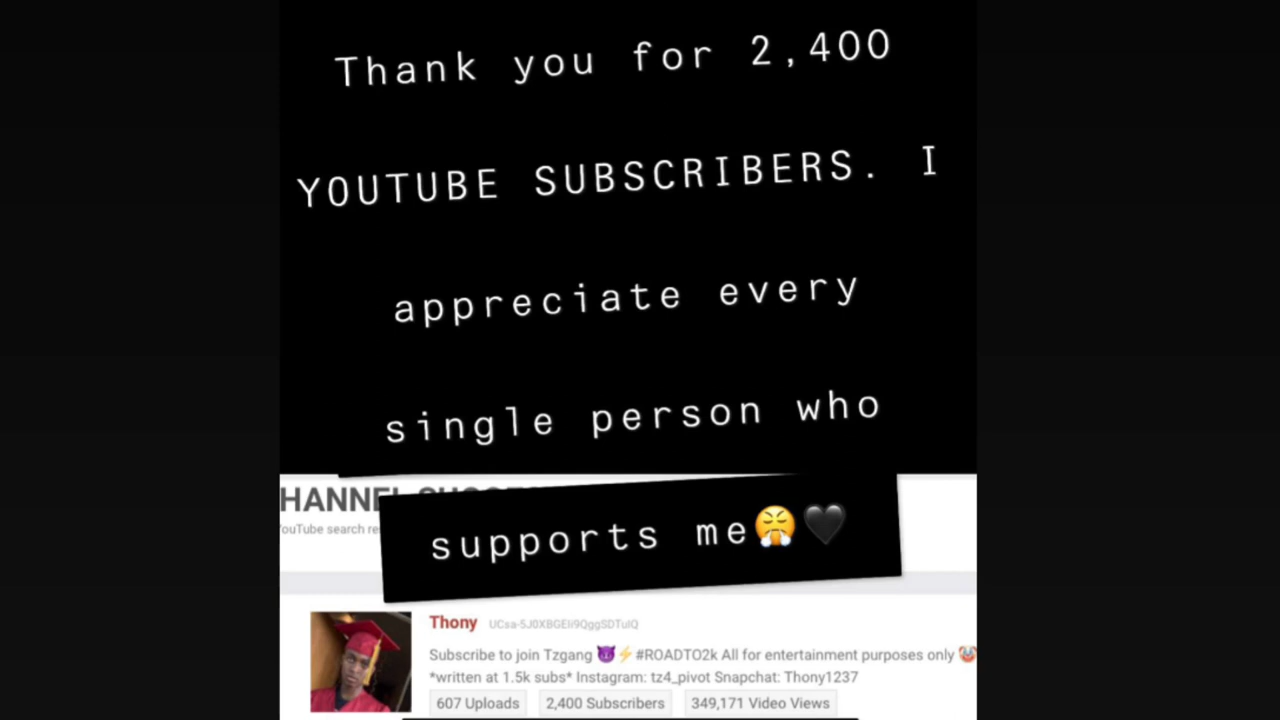 Thank you for 2,400
YOUTUBE SUBSCRIBERS. I
appreciate every
single person who
supports me😤🖤
HANNEL
ouTube search re
Thony UCsa-5J0XBGEIi9QggSDTuIQ
Subscribe to join Tzgang 😈⚡#ROADTO2k All for entertainment purposes only 🤡
*written at 1.5k subs* Instagram: tz4_pivot Snapchat: Thony1237
607 Uploads 2,400 Subscribers 349,171 Video Views